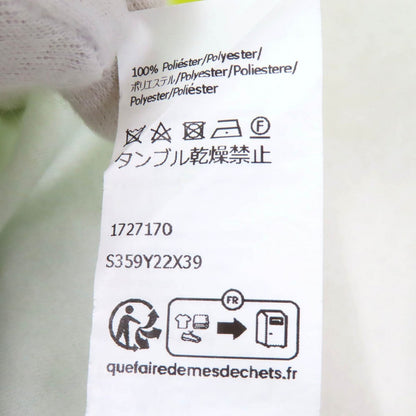 100% Poliéster/Polyester/
ポリエステル/Polyester/Poliestere/
Polyester/Poliéster
F
タンブル乾燥禁止
1727170
S359Y22X39
FR
quefairedemesdechets.fr